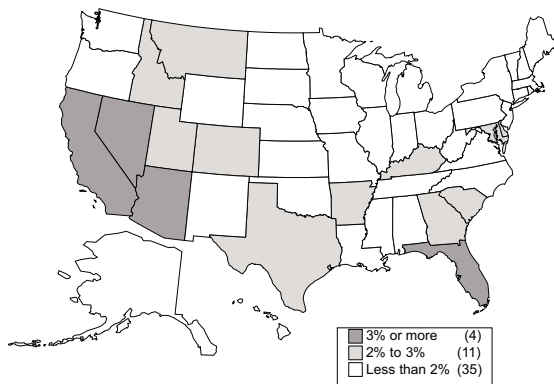 3% or more (4)
2% to 3% (11)
Less than 2% (35)